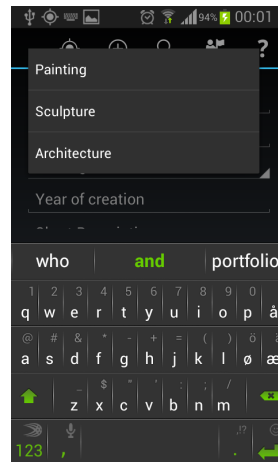 94% 00:01
?
Painting
Sculpture
Architecture
Year of creation
who and portfolio
1 2 3 4 5 6 7 8 9 0
q w e r t y u i o p å
@ # & * - + = ( ) ö
a s d f g h j k l ø æ
_ $ " ' : ; /
z x c v b n m
,!?
123 , .